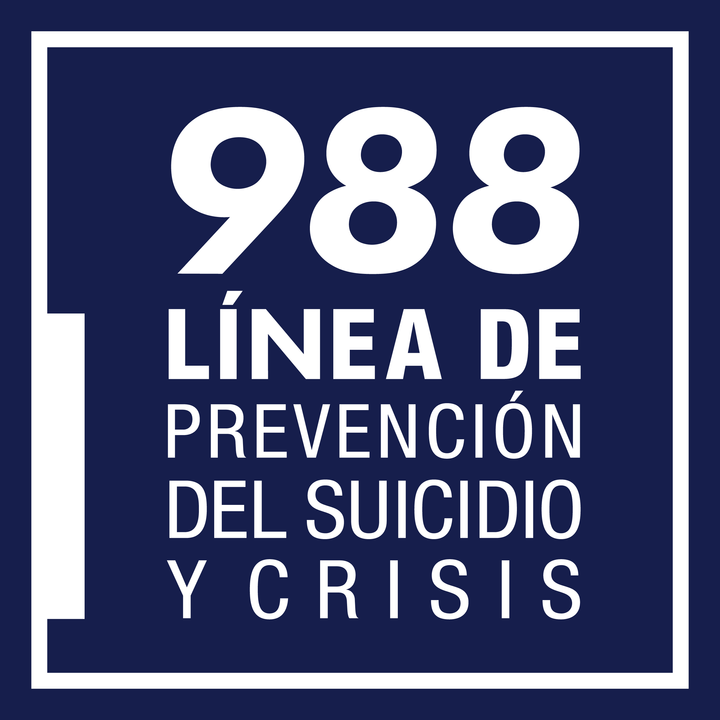 988
LÍNEA DE
PREVENCIÓN
DEL SUICIDIO
Y CRISIS